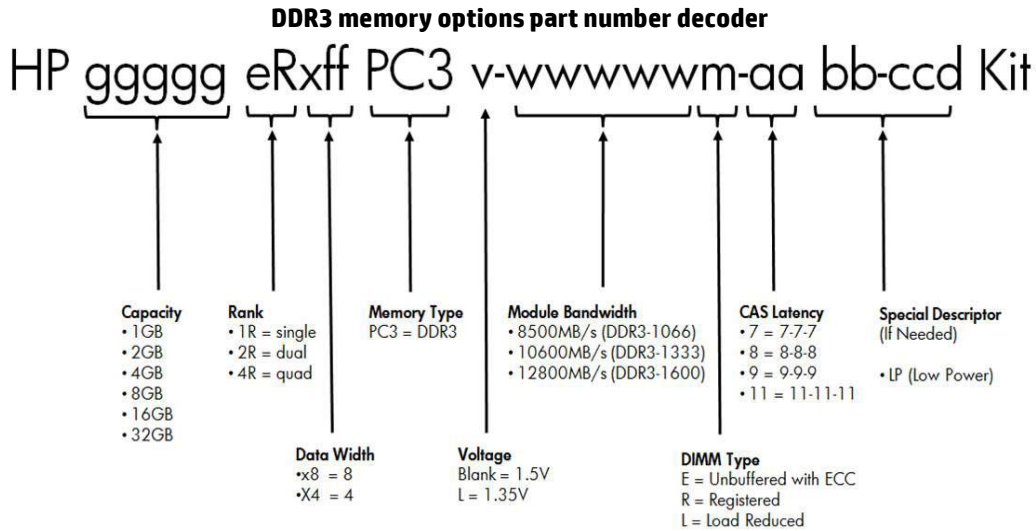 DDR3 memory options part number decoder
HP ggggg eRxff PC3 v-wwwwwm-aa bb-ccd Kit
Capacity
• 1GB
• 2GB
• 4GB
• 8GB
• 16GB
• 32GB
Rank
• 1R = single
• 2R = dual
• 4R = quad
Memory Type
PC3 = DDR3
Module Bandwidth
• 8500MB/s (DDR3-1066)
• 10600MB/s (DDR3-1333)
• 12800MB/s (DDR3-1600)
CAS Latency
• 7 = 7-7-7
• 8 = 8-8-8
• 9 = 9-9-9
• 11 = 11-11-11
Special Descriptor
(If Needed)
• LP (Low Power)
Data Width
•x8 = 8
•X4 = 4
Voltage
Blank = 1.5V
L = 1.35V
DIMM Type
E = Unbuffered with ECC
R = Registered
L = Load Reduced